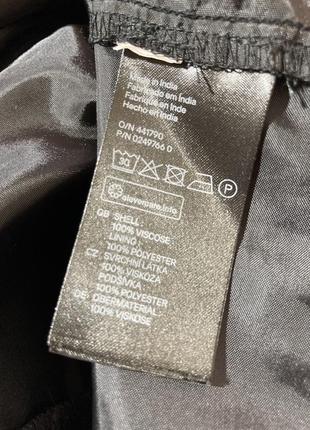 Made in India
Fabricado em Índia
Fabriqué en Inde
Hecho en India
O/N 441790
P/N 0249766 0
30
P
clevercare.info
GB: SHELL:
100% VISCOSE
LINING:
100% POLYESTER
CZ: SVRCHNÍ LÁTKA:
100% VISKÓZA
PODŠÍVKA:
100% POLYESTER
DE: OBERMATERIAL:
100% VISKOSE